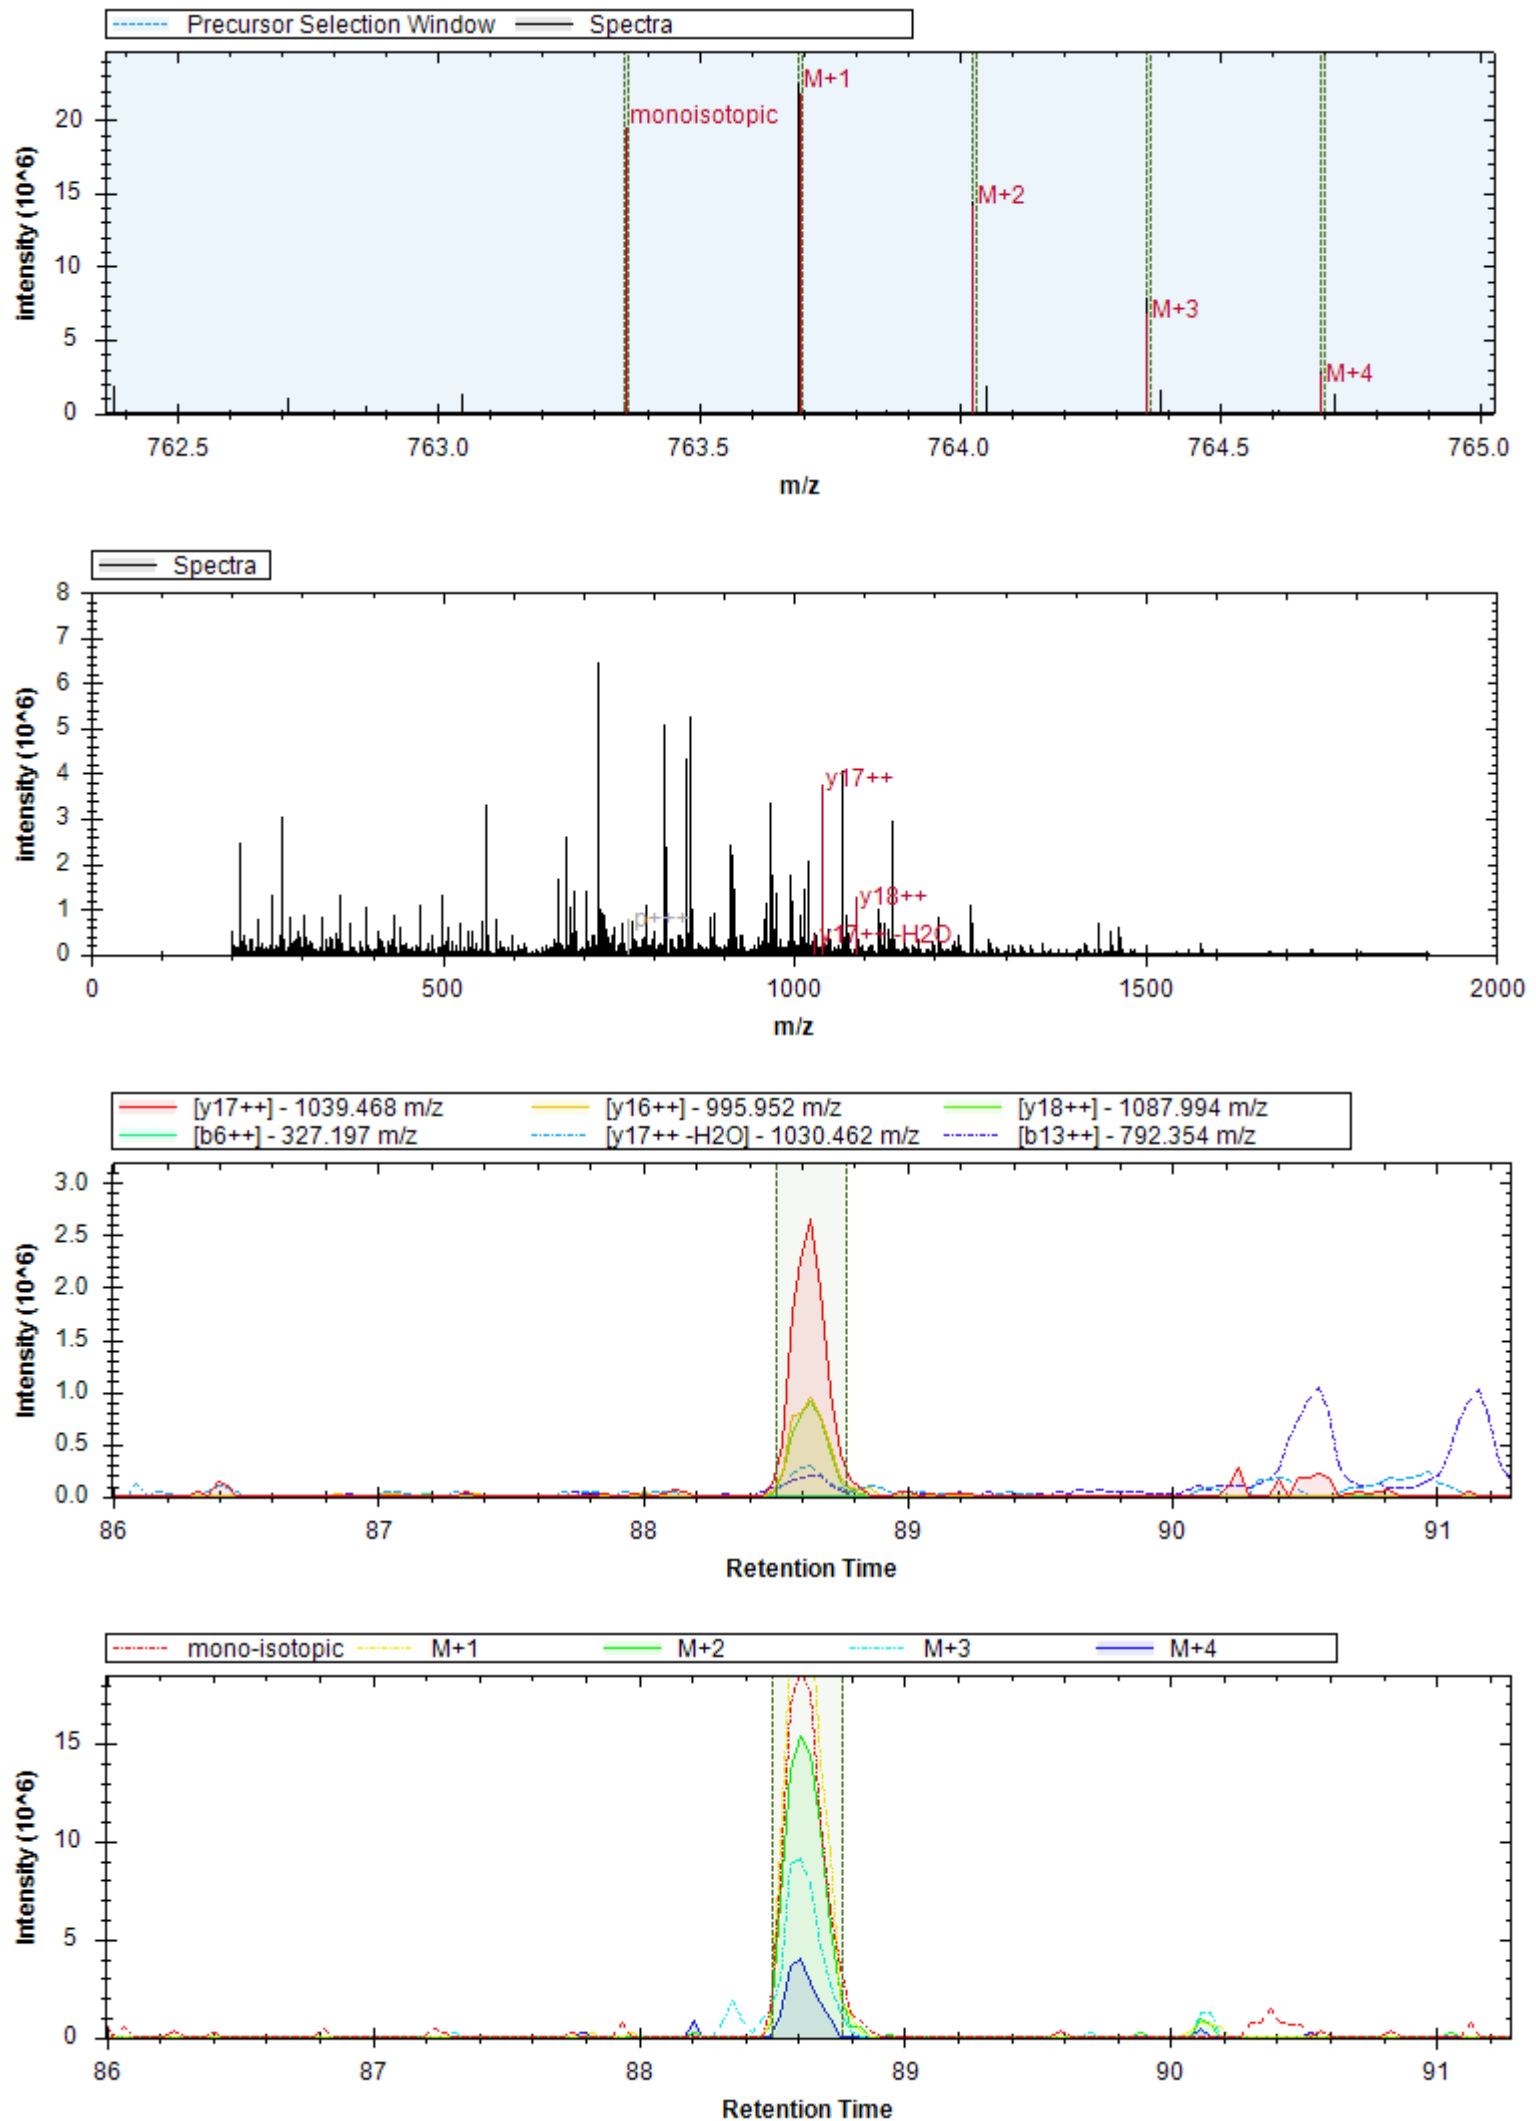 Precursor Selection Window Spectra
intensity (10^6)
20
15
10
5
0
monoisotopic
M+1
M+2
M+3
M+4
762.5 763.0 763.5 764.0 764.5 765.0
m/z
Spectra
intensity (10^6)
8
7
6
5
4
3
2
1
0
y17++
y18++
p+++
y17++ -H2O
0 500 1000 1500 2000
m/z
[y17++] - 1039.468 m/z [y16++] - 995.952 m/z [y18++] - 1087.994 m/z
[b6++] - 327.197 m/z [y17++ -H2O] - 1030.462 m/z [b13++] - 792.354 m/z
Intensity (10^6)
3.0
2.5
2.0
1.5
1.0
0.5
0.0
86 87 88 89 90 91
Retention Time
mono-isotopic M+1 M+2 M+3 M+4
Intensity (10^6)
15
10
5
0
86 87 88 89 90 91
Retention Time